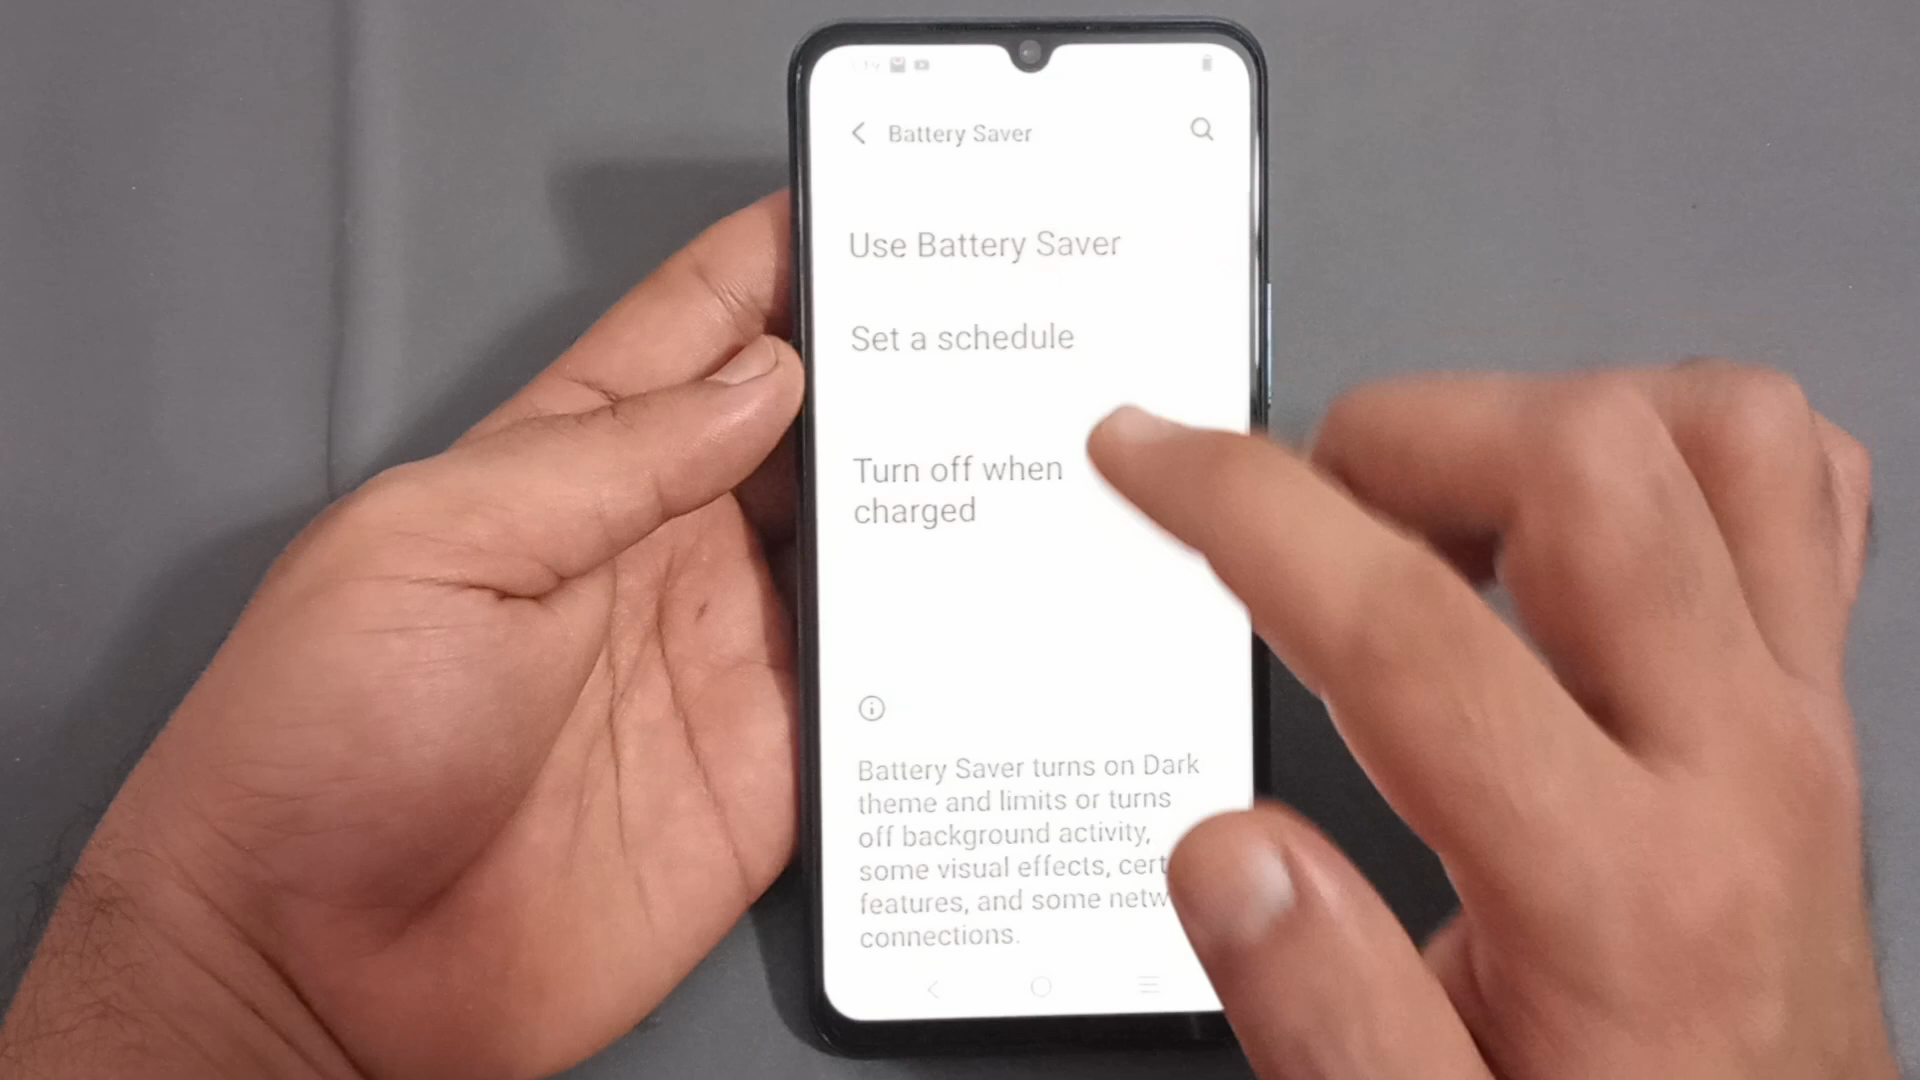 Battery Saver
Use Battery Saver
Set a schedule
Turn off when
charged
Battery Saver turns on Dark
theme and limits or turns
off background activity,
some visual effects,
features, and some
connections.